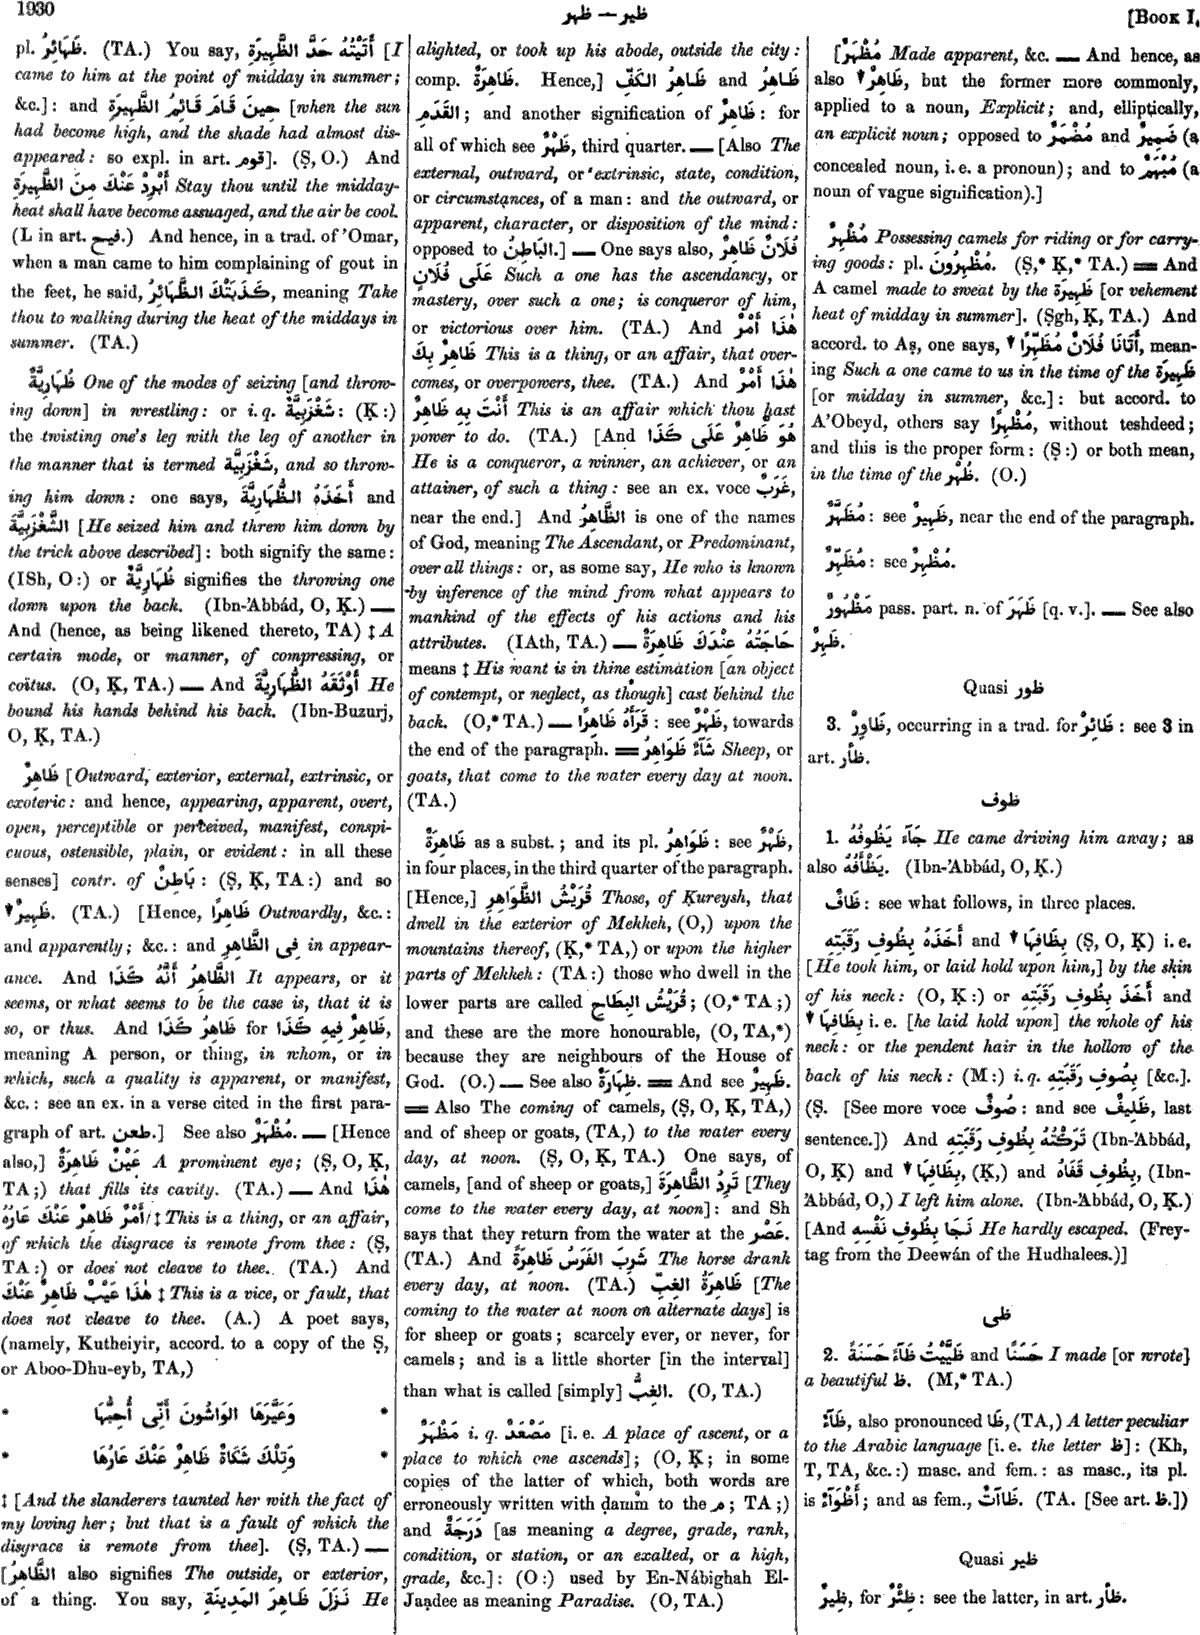 1930
ظهر — ظير
[BOOK I.
pl. ظَهَائِرُ. (TA.) You say, أَتَيْتُهُ حَدَّ الظَّهِيرَةِ [I
came to him at the point of midday in summer;
&c.]: and حِينَ قَامَ قَائِمُ الظَّهِيرَةِ [when the sun
had become high, and the shade had almost dis-
appeared: so expl. in art. قوم]. (Ṣ, O.) And
أَبْرِدْ عَنْكَ مِنَ الظَّهِيرَةِ Stay thou until the midday-
heat shall have become assuaged, and the air be cool.
(L in art. فيح.) And hence, in a trad. of ’Omar,
when a man came to him complaining of gout in
the feet, he said, كَذَبَتْكَ الظَّهَائِرُ, meaning Take
thou to walking during the heat of the middays in
summer. (TA.)
ظُهَارِيَّةٌ One of the modes of seizing [and throw-
ing down] in wrestling: or i. q. شَغْزَبِيَّةٌ: (Ḳ:)
the twisting one's leg with the leg of another in
the manner that is termed شَغْزَبِيَّة, and so throw-
ing him down: one says, أَخَذَهُ الظُّهَارِيَّةَ and
الشَّغْزَبِيَّةَ [He seized him and threw him down by
the trick above described]: both signify the same:
(ISh, O:) or ظُهَارِيَّةٌ signifies the throwing one
down upon the back. (Ibn-’Abbád, O, Ḳ.) —
And (hence, as being likened thereto, TA) ‡ A
certain mode, or manner, of compressing, or
coïtus. (O, Ḳ, TA.) — And أَوْثَقَهُ الظُّهَارِيَّةَ He
bound his hands behind his back. (Ibn-Buzurj,
O, Ḳ, TA.)
ظَاهِرٌ [Outward, exterior, external, extrinsic, or
exoteric: and hence, appearing, apparent, overt,
open, perceptible or perceived, manifest, conspi-
cuous, ostensible, plain, or evident: in all these
senses] contr. of بَاطِنٌ: (Ṣ, Ḳ, TA:) and so
▼ ظَهِيرٌ. (TA.) [Hence, ظَاهِرًا Outwardly, &c.:
and apparently; &c.: and فِى الظَّاهِرِ in appear-
ance. And الظَّاهِرُ أَنَّهُ كَذَا It appears, or it
seems, or what seems to be the case is, that it is
so, or thus. And ظَاهِرُ كَذَا for ظَاهِرٌ فِيهِ كَذَا,
meaning A person, or thing, in whom, or in
which, such a quality is apparent, or manifest,
&c.: see an ex. in a verse cited in the first para-
graph of art. طعن.] See also مُظْهَرٌ. — [Hence
also,] عَيْنٌ ظَاهِرَةٌ A prominent eye; (Ṣ, O, Ḳ,
TA;) that fills its cavity. (TA.) — And هٰذَا
أَمْرٌ ظَاهِرٌ عَنْكَ عَارُهُ ‡ This is a thing, or an affair,
of which the disgrace is remote from thee: (Ṣ,
TA:) or does not cleave to thee. (TA.) And
هٰذَا عَيْبٌ ظَاهِرٌ عَنْكَ ‡ This is a vice, or fault, that
does not cleave to thee. (A.) A poet says,
(namely, Kutheiyir, accord. to a copy of the Ṣ,
or Aboo-Dhu-eyb, TA,)
* وَعَيَّرَهَا الوَاشُونَ أَنِّى أُحِبُّهَا *
* وَتِلْكَ شَكَاةٌ ظَاهِرٌ عَنْكَ عَارُهَا *
‡ [And the slanderers taunted her with the fact of
my loving her; but that is a fault of which the
disgrace is remote from thee]. (Ṣ, TA.) —
[الظَّاهِرُ also signifies The outside, or exterior,
of a thing. You say, نَزَلَ ظَاهِرَ المَدِينَةِ He
alighted, or took up his abode, outside the city:
comp. ظَاهِرَةٌ. Hence,] ظَاهِرُ الكَفِّ and ظَاهِرُ
القَدَمِ; and another signification of ظَاهِرٌ: for
all of which see ظَهْرٌ, third quarter. — [Also The
external, outward, or extrinsic, state, condition,
or circumstances, of a man: and the outward, or
apparent, character, or disposition of the mind:
opposed to البَاطِنُ.] — One says also, فُلَانٌ ظَاهِرٌ
عَلَى فُلَانٍ Such a one has the ascendancy, or
mastery, over such a one; is conqueror of him,
or victorious over him. (TA.) And هٰذَا أَمْرٌ
ظَاهِرٌ بِكَ This is a thing, or an affair, that over-
comes, or overpowers, thee. (TA.) And هٰذَا أَمْرٌ
أَنْتَ بِهِ ظَاهِرٌ This is an affair which thou hast
power to do. (TA.) [And هُوَ ظَاهِرٌ عَلَى كَذَا
He is a conqueror, a winner, an achiever, or an
attainer, of such a thing: see an ex. voce غَرَبٌ,
near the end.] And الظَّاهِرُ is one of the names
of God, meaning The Ascendant, or Predominant,
over all things: or, as some say, He who is known
by inference of the mind from what appears to
mankind of the effects of his actions and his
attributes. (IAth, TA.) — حَاجَتُهُ عِنْدَكَ ظَاهِرَةٌ
means ‡ His want is in thine estimation [an object
of contempt, or neglect, as though] cast behind the
back. (O,* TA.) — قَرَأَهُ ظَاهِرًا: see ظَهْرٌ, towards
the end of the paragraph. = شَآءٌ ظَوَاهِرُ Sheep, or
goats, that come to the water every day at noon.
(TA.)
ظَاهِرَةٌ as a subst.; and its pl. ظَوَاهِرُ: see ظَهْرٌ,
in four places, in the third quarter of the paragraph.
[Hence,] قُرَيْشُ الظَّوَاهِرِ Those, of Ḳureysh, that
dwell in the exterior of Mekkeh, (O,) upon the
mountains thereof, (Ḳ,* TA,) or upon the higher
parts of Mekkeh: (TA:) those who dwell in the
lower parts are called قُرَيْشُ البِطَاحِ; (O,* TA;)
and these are the more honourable, (O, TA,*)
because they are neighbours of the House of
God. (O.) — See also ظِهَارَةٌ. = And see ظَهِيرٌ.
= Also The coming of camels, (Ṣ, O, Ḳ, TA,)
and of sheep or goats, (TA,) to the water every
day, at noon. (Ṣ, O, Ḳ, TA.) One says, of
camels, [and of sheep or goats,] تَرِدُ الظَّاهِرَةَ [They
come to the water every day, at noon]: and Sh
says that they return from the water at the عَصْر.
(TA.) And شَرِبَ الفَرَسُ ظَاهِرَةً The horse drank
every day, at noon. (TA.) ظَاهِرَةُ الغِبِّ [The
coming to the water at noon on alternate days] is
for sheep or goats; scarcely ever, or never, for
camels; and is a little shorter [in the interval]
than what is called [simply] الغِبُّ. (O, TA.)
مَظْهَرٌ i. q. مَصْعَدٌ [i. e. A place of ascent, or a
place to which one ascends]; (O, Ḳ; in some
copies of the latter of which, both words are
erroneously written with ḍamm to the م; TA;)
and دَرَجَةٌ [as meaning a degree, grade, rank,
condition, or station, or an exalted, or a high,
grade, &c.]: (O:) used by En-Nábighah El-
Jaạdee as meaning Paradise. (O, TA.)
[مُظْهَرٌ Made apparent, &c. — And hence, as
also ▼ ظَاهِرٌ, but the former more commonly,
applied to a noun, Explicit; and, elliptically,
an explicit noun; opposed to مُضْمَرٌ and ضَمِيرٌ (a
concealed noun, i. e. a pronoun); and to مُبْهَمٌ (a
noun of vague signification).]
مُظْهِرٌ Possessing camels for riding or for carry-
ing goods: pl. مُظْهِرُونَ. (Ṣ,* Ḳ,* TA.) = And
A camel made to sweat by the ظَهِيرَة [or vehement
heat of midday in summer]. (Ṣgh, Ḳ, TA.) And
accord. to Aṣ, one says, ▼ أَتَانَا فُلَانٌ مُظَهِّرًا, mean-
ing Such a one came to us in the time of the ظَهِيرَة
[or midday in summer, &c.]: but accord. to
A’Obeyd, others say مُظْهِرًا, without teshdeed;
and this is the proper form: (Ṣ:) or both mean,
in the time of the ظُهْر. (O.)
مُظَهَّرٌ: see ظَهِيرٌ, near the end of the paragraph.
مُظَهِّرٌ: see مُظْهِرٌ.
مَظْهُورٌ pass. part. n. of ظَهَرَ [q. v.]. — See also
ظَهِرٌ.
Quasi ظور
3. ظَاوِرْ, occurring in a trad. for ظَائِرْ: see 3 in
art. ظأر.
ظوف
1. جَآءَ يَظُوفُهُ He came driving him away; as
also يَظْأَفُهُ. (Ibn-’Abbád, O, Ḳ.)
ظَافٌ: see what follows, in three places.
أَخَذَهُ بِظُوفِ رَقَبَتِهِ and ▼ بِظَافِهَا (Ṣ, O, Ḳ) i. e.
[He took him, or laid hold upon him,] by the skin
of his neck: (O, Ḳ:) or أَخَذَ بِظُوفِ رَقَبَتِهِ and
▼ بِظَافِهَا i. e. [he laid hold upon] the whole of his
neck: or the pendent hair in the hollow of the
back of his neck: (M:) i. q. بِصُوفِ رَقَبَتِهِ [&c.].
(Ṣ. [See more voce صُوفٌ: and see ظَلِيفٌ, last
sentence.]) And تَرَكْتُهُ بِظُوفِ رَقَبَتِهِ (Ibn-’Abbád,
O, Ḳ) and ▼ بِظَافِهَا, (Ḳ,) and بِظُوفِ قَفَاهُ, (Ibn-
’Abbád, O,) I left him alone. (Ibn-’Abbád, O, Ḳ.)
[And نَجَا بِظُوفِ نَفْسِهِ He hardly escaped. (Frey-
tag from the Deewán of the Hudhalees.)]
ظى
2. ظَيَّيْتُ ظَآءً حَسَنَةً and حَسَنًا I made [or wrote]
a beautiful ظ. (M,* TA.)
ظَآءٌ, also pronounced ظَا, (TA,) A letter peculiar
to the Arabic language [i. e. the letter ظ]: (Kh,
T, TA, &c.:) masc. and fem.: as masc., its pl.
is أَظْوَآءٌ; and as fem., ظَاآتٌ. (TA. [See art. ظ.])
Quasi ظير
ظِيرٌ, for ظِئْرٌ: see the latter, in art. ظأر.